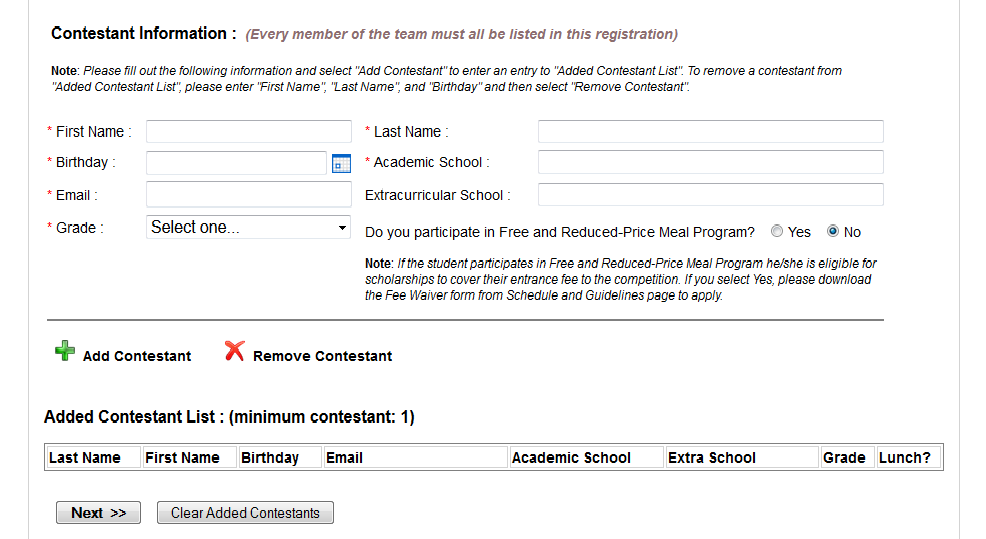 Contestant Information : (Every member of the team must all be listed in this registration)
Note: Please fill out the following information and select "Add Contestant" to enter an entry to "Added Contestant List". To remove a contestant from
"Added Contestant List", please enter "First Name", "Last Name", and "Birthday" and then select "Remove Contestant".
* First Name : * Last Name :
* Birthday : * Academic School :
* Email : Extracurricular School :
* Grade : Select one... Do you participate in Free and Reduced-Price Meal Program? Yes No
Note: If the student participates in Free and Reduced-Price Meal Program he/she is eligible for
scholarships to cover their entrance fee to the competition. If you select Yes, please download
the Fee Waiver form from Schedule and Guidelines page to apply.
Add Contestant Remove Contestant
Added Contestant List : (minimum contestant: 1)
Last Name First Name Birthday Email Academic School Extra School Grade Lunch?
Next >> Clear Added Contestants